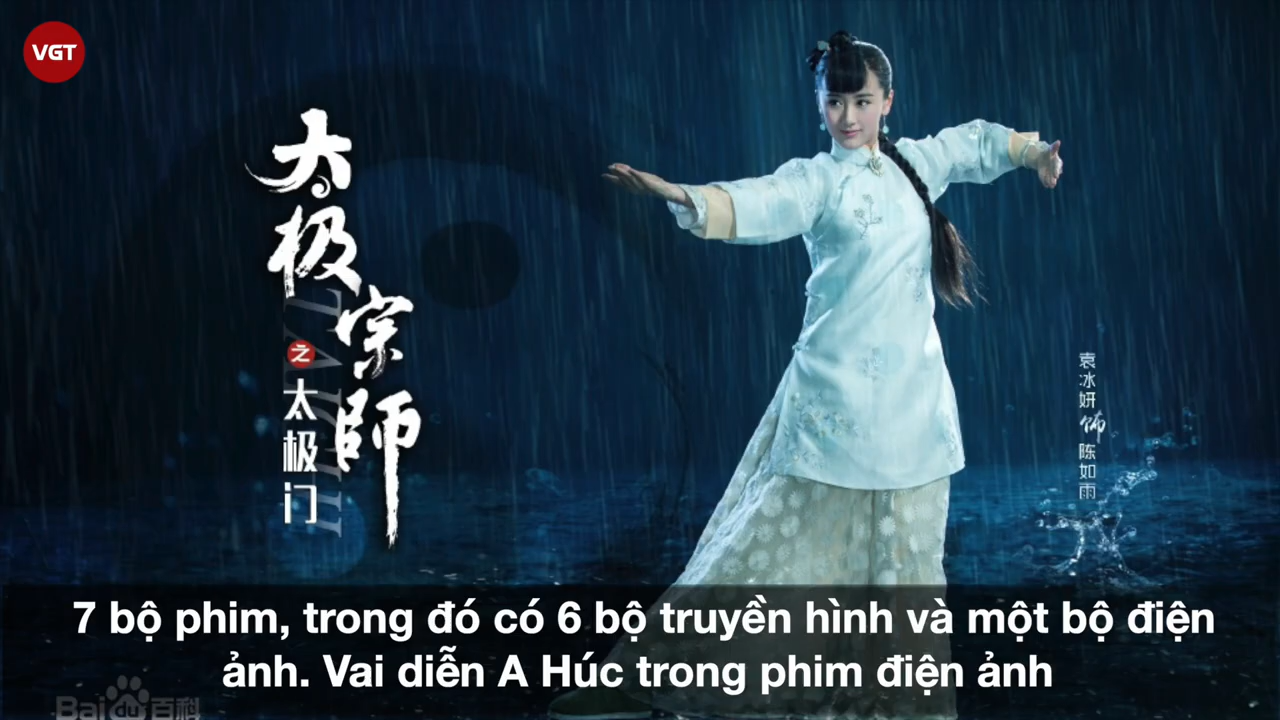 VGT
太极宗師
之
太极门
TAI CHI
袁冰妍饰陈如雨
7 bộ phim, trong đó có 6 bộ truyền hình và một bộ điện
ảnh. Vai diễn A Húc trong phim điện ảnh
Baidu百科